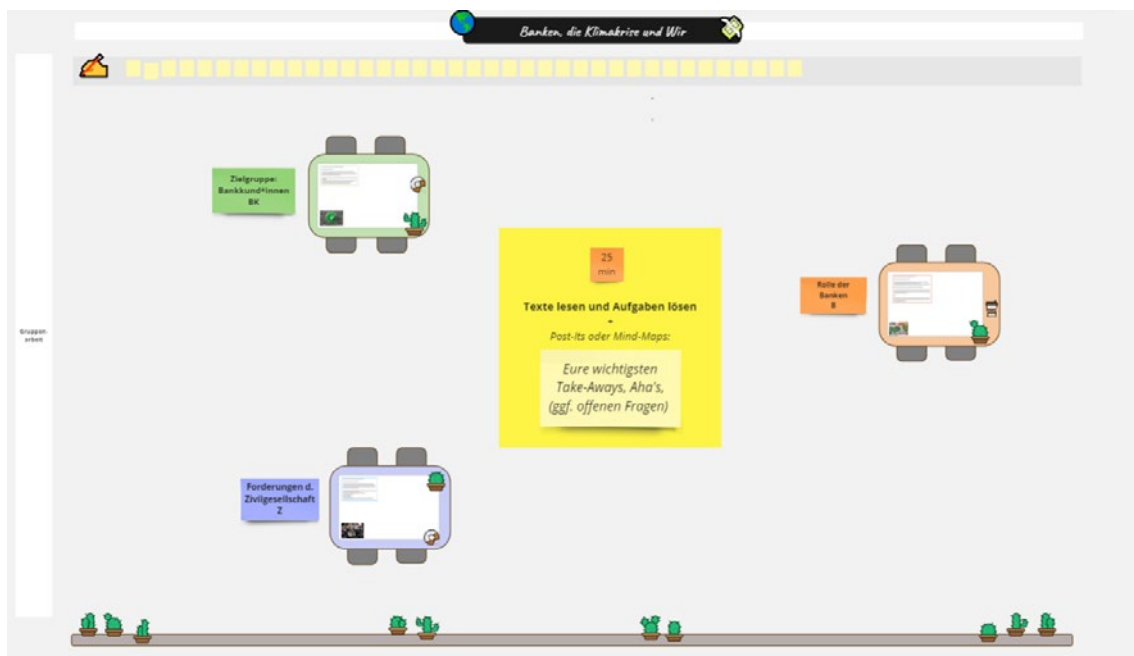 Banken, die Klimakrise und Wir
Zielgruppe:
Bankkund*innen
BK
25
min
Texte lesen und Aufgaben lösen
-
Post-Its oder Mind-Maps:
Eure wichtigsten
Take-Aways, Aha's,
(ggf. offenen Fragen)
Rolle der
Banken
B
Gruppen-
arbeit
Forderungen d.
Zivilgesellschaft
Z